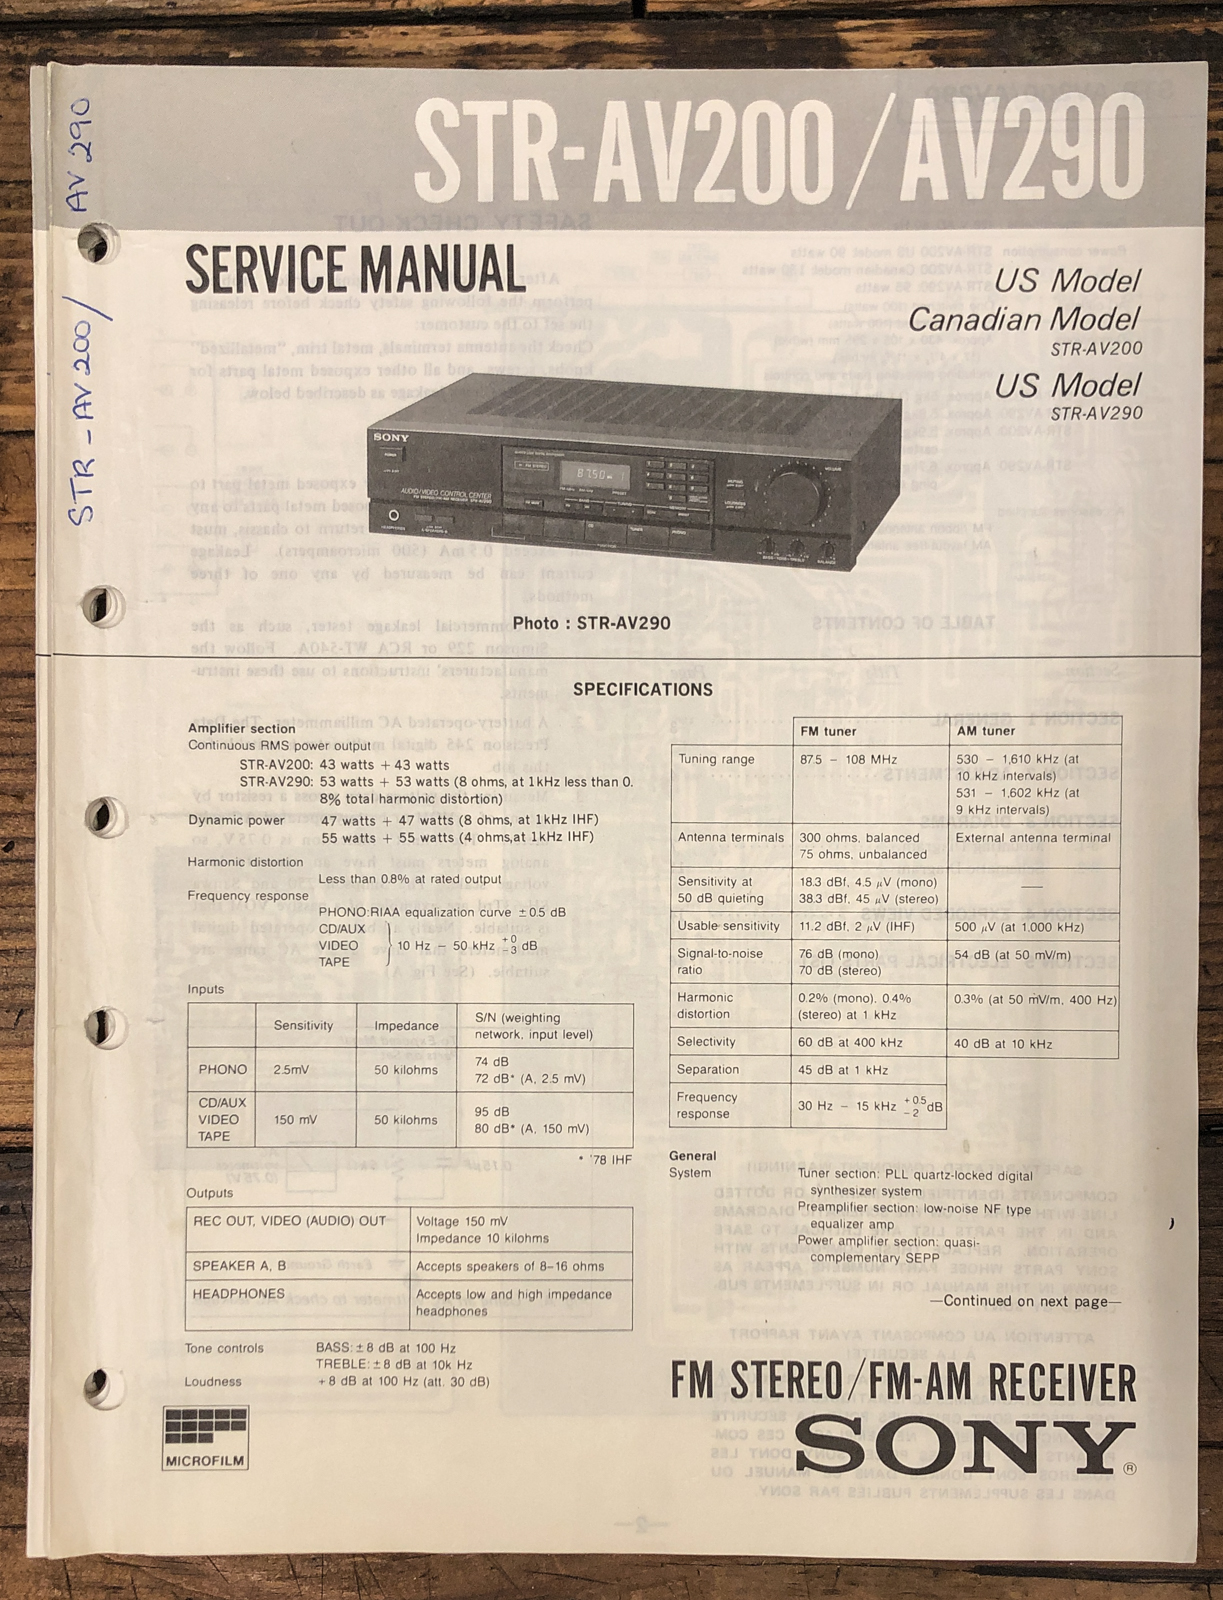 STR-AV200/AV290
STR-AV200/ AV290
SERVICE MANUAL
US Model
Canadian Model
STR-AV200
US Model
STR-AV290
SONY
AUDIO/VIDEO CONTROL CENTER
Photo : STR-AV290
SPECIFICATIONS
Amplifier section
Continuous RMS power output
STR-AV200: 43 watts + 43 watts
STR-AV290: 53 watts + 53 watts (8 ohms, at 1kHz less than 0.
8% total harmonic distortion)
Dynamic power 47 watts + 47 watts (8 ohms, at 1kHz IHF)
55 watts + 55 watts (4 ohms,at 1kHz IHF)
Harmonic distortion
Less than 0.8% at rated output
Frequency response
PHONO:RIAA equalization curve ±0.5 dB
CD/AUX
VIDEO 10 Hz – 50 kHz +0 −3 dB
TAPE
Inputs
Sensitivity Impedance S/N (weighting
network, input level)
PHONO 2.5mV 50 kilohms 74 dB
72 dB* (A, 2.5 mV)
CD/AUX
VIDEO
TAPE
150 mV 50 kilohms 95 dB
80 dB* (A, 150 mV)
* '78 IHF
Outputs
REC OUT, VIDEO (AUDIO) OUT Voltage 150 mV
Impedance 10 kilohms
SPEAKER A, B Accepts speakers of 8–16 ohms
HEADPHONES Accepts low and high impedance
headphones
Tone controls BASS: ±8 dB at 100 Hz
TREBLE: ±8 dB at 10k Hz
Loudness +8 dB at 100 Hz (att. 30 dB)
MICROFILM
FM tuner AM tuner
Tuning range 87.5 – 108 MHz 530 – 1,610 kHz (at
10 kHz intervals)
531 – 1,602 kHz (at
9 kHz intervals)
Antenna terminals 300 ohms, balanced External antenna terminal
75 ohms, unbalanced
Sensitivity at 18.3 dBf, 4.5 µV (mono) —
50 dB quieting 38.3 dBf, 45 µV (stereo)
Usable sensitivity 11.2 dBf, 2 µV (IHF) 500 µV (at 1,000 kHz)
Signal-to-noise 76 dB (mono) 54 dB (at 50 mV/m)
ratio 70 dB (stereo)
Harmonic 0.2% (mono), 0.4% 0.3% (at 50 mV/m, 400 Hz)
distortion (stereo) at 1 kHz
Selectivity 60 dB at 400 kHz 40 dB at 10 kHz
Separation 45 dB at 1 kHz
Frequency
response 30 Hz – 15 kHz +0.5 −2 dB
General
System Tuner section: PLL quartz-locked digital
synthesizer system
Preamplifier section: low-noise NF type
equalizer amp
Power amplifier section: quasi-
complementary SEPP
—Continued on next page—
FM STEREO/FM-AM RECEIVER
SONY®